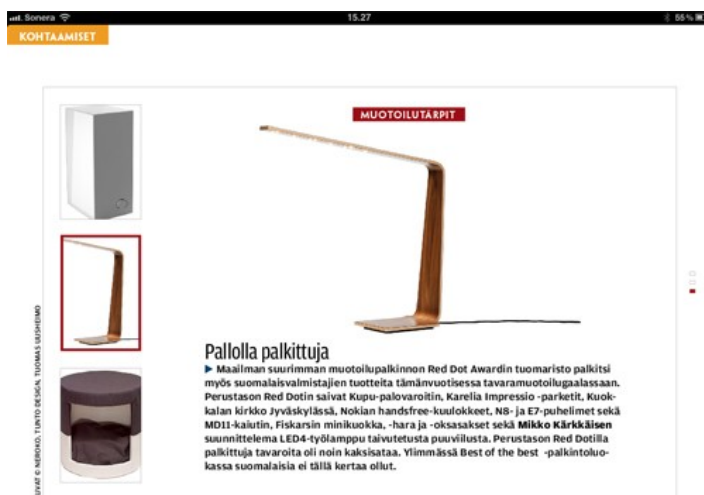 Sonera
15.27
55 %
KOHTAAMISET
MUOTOILUTÄRPIT
Pallolla palkittuja
▶ Maailman suurimman muotoilupalkinnon Red Dot Awardin tuomaristo palkitsi
myös suomalaisvalmistajien tuotteita tämänvuotisessa tavaramuotoilugaalassaan.
Perustason Red Dotin saivat Kupu-palovaroitin, Karelia Impressio -parketit, Kuok-
kalan kirkko Jyväskylässä, Nokian handsfree-kuulokkeet, N8- ja E7-puhelimet sekä
MD11-kaiutin, Fiskarsin minikuokka, -hara ja -oksasakset sekä Mikko Kärkkäisen
suunnittelema LED4-työlamppu taivutetusta puuviilusta. Perustason Red Dotilla
palkittuja tavaroita oli noin kaksisataa. Ylimmässä Best of the best -palkintoluo-
kassa suomalaisia ei tällä kertaa ollut.
KUVAT © NEROKO, TUNTO DESIGN, TUOMAS UUSHEIMO